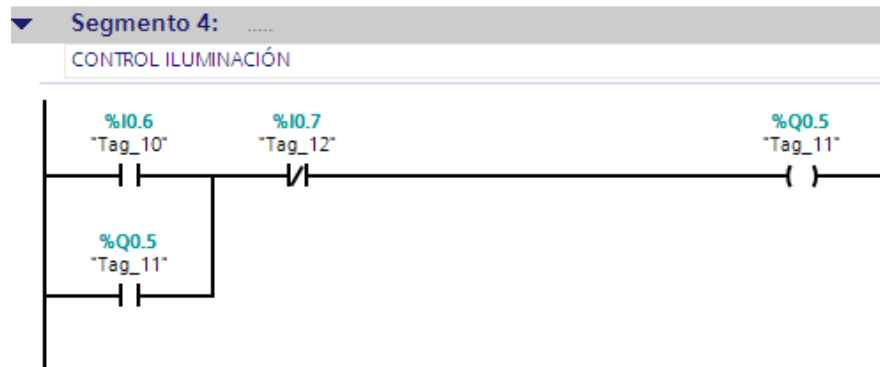 Segmento 4: .....
CONTROL ILUMINACIÓN
%I0.6 %I0.7 %Q0.5
"Tag_10" "Tag_12" "Tag_11"
%Q0.5
"Tag_11"